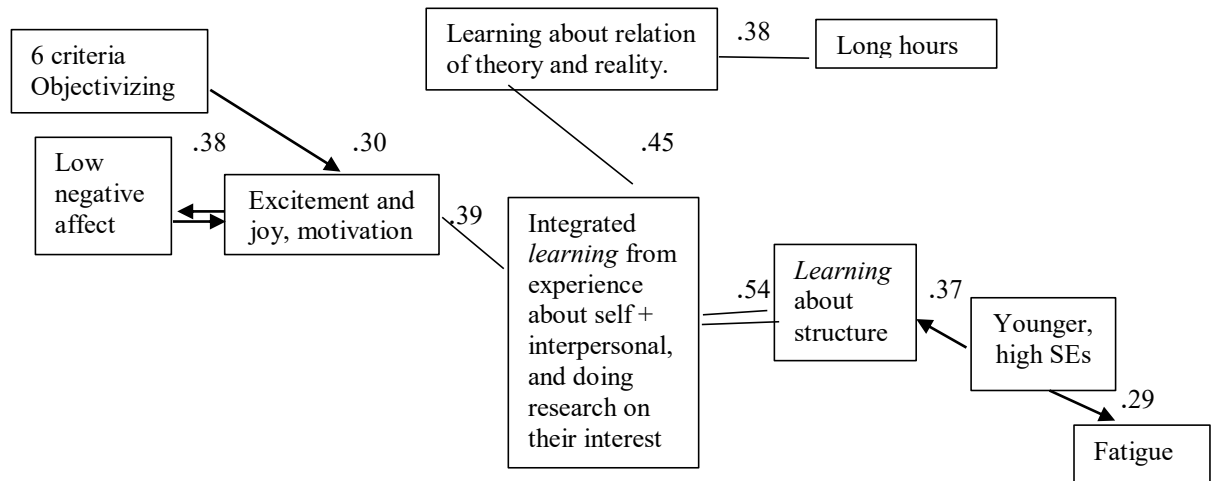 6 criteria
Objectivizing
Learning about relation
of theory and reality.
.38
Long hours
.38
.30
.45
Low
negative
affect
Excitement and
joy, motivation
.39
Integrated
learning from
experience
about self +
interpersonal,
and doing
research on
their interest
.54
Learning
about
structure
.37
Younger,
high SEs
.29
Fatigue